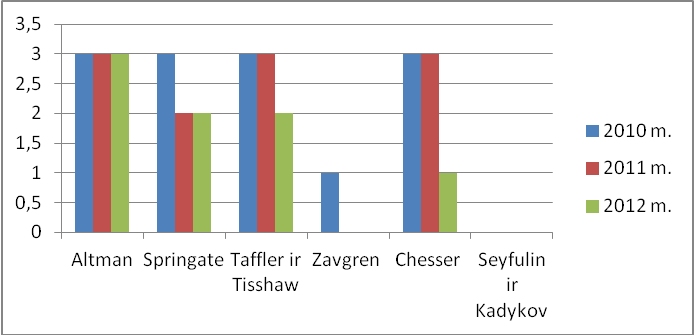 3,5
3
2,5
2
1,5
1
0,5
0
Altman Springate Taffler ir Zavgren Chesser Seyfulin
Tisshaw ir
Kadykov
2010 m.
2011 m.
2012 m.